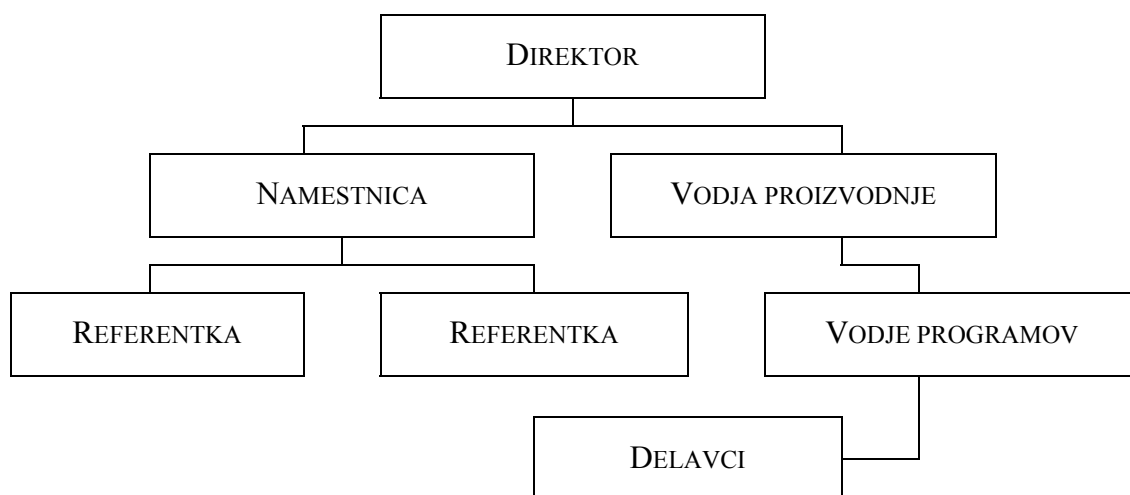 DIREKTOR
NAMESTNICA
VODJA PROIZVODNJE
REFERENTKA
REFERENTKA
VODJE PROGRAMOV
DELAVCI